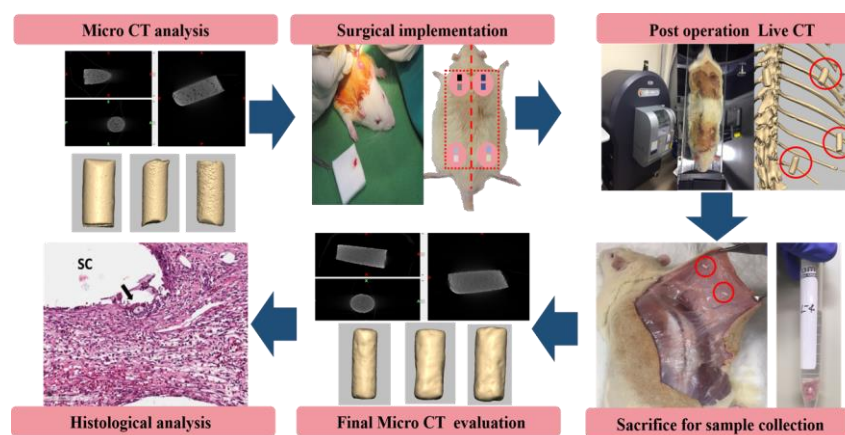 Micro CT analysis
Surgical implementation
Post operation  Live CT
SC
Histological analysis
Final Micro CT  evaluation
Sacrifice for sample collection